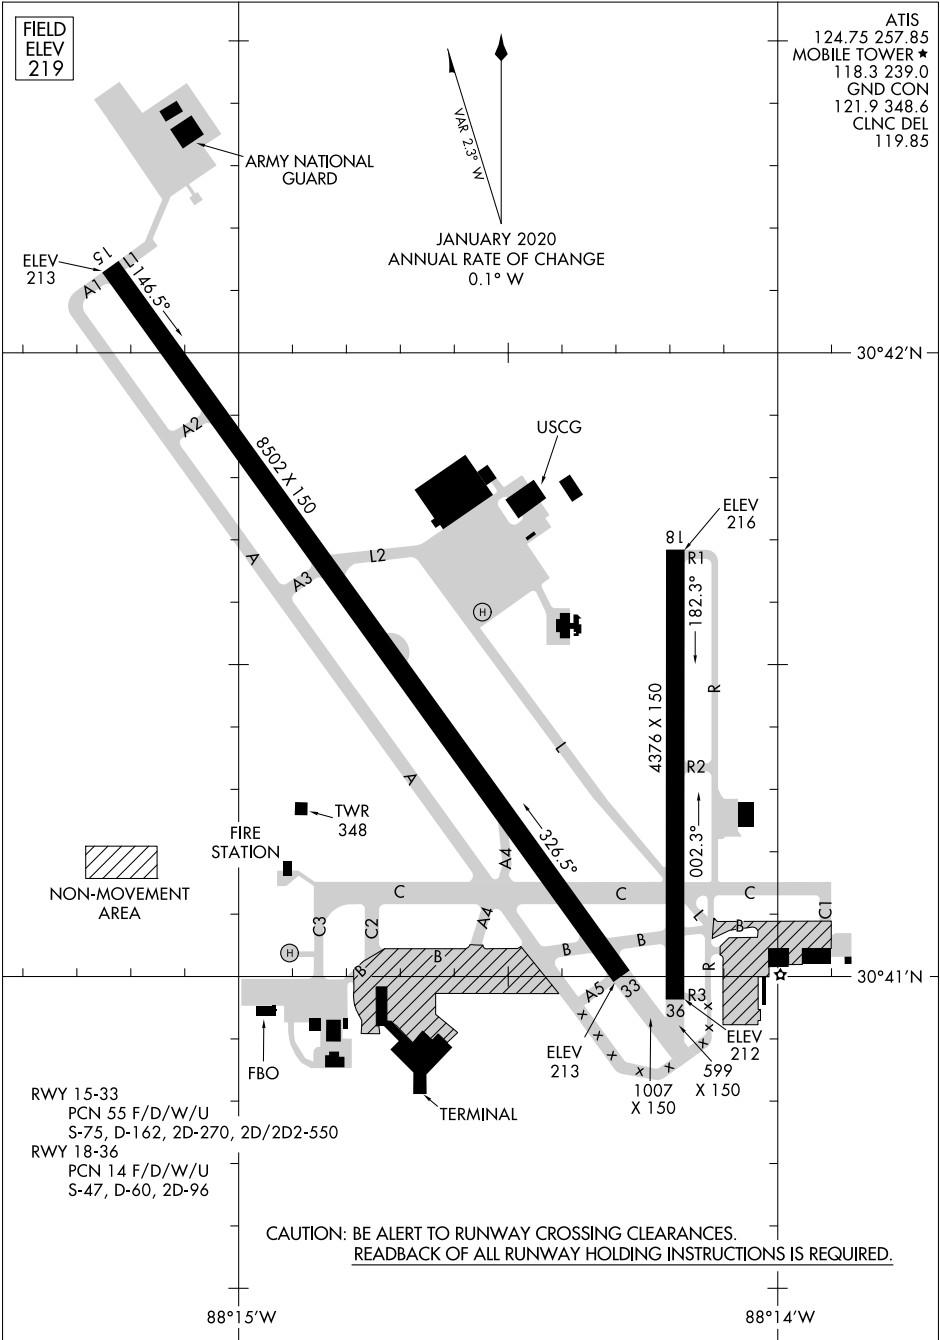 FIELD
ELEV
219
ATIS
124.75 257.85
MOBILE TOWER ★
118.3 239.0
GND CON
121.9 348.6
CLNC DEL
119.85
VAR 2.3° W
JANUARY 2020
ANNUAL RATE OF CHANGE
0.1° W
ARMY NATIONAL
GUARD
ELEV
213
15
L1
A1
146.5°
30°42'N
A2
8502 X 150
USCG
ELEV
216
18
R1
A
L2
A3
182.3°
H
4376 X 150
R
L
R2
A
TWR
348
FIRE
STATION
326.5°
002.3°
A4
NON-MOVEMENT
AREA
C
C
C
C3
C2
A4
L
C1
B
B
B
B
B
H
R
30°41'N
A5
33
R3
36
x x x x x x x x x
ELEV
213
ELEV
212
FBO
1007
X 150
599
X 150
TERMINAL
RWY 15-33
PCN 55 F/D/W/U
S-75, D-162, 2D-270, 2D/2D2-550
RWY 18-36
PCN 14 F/D/W/U
S-47, D-60, 2D-96
CAUTION: BE ALERT TO RUNWAY CROSSING CLEARANCES.
READBACK OF ALL RUNWAY HOLDING INSTRUCTIONS IS REQUIRED.
88°15'W
88°14'W